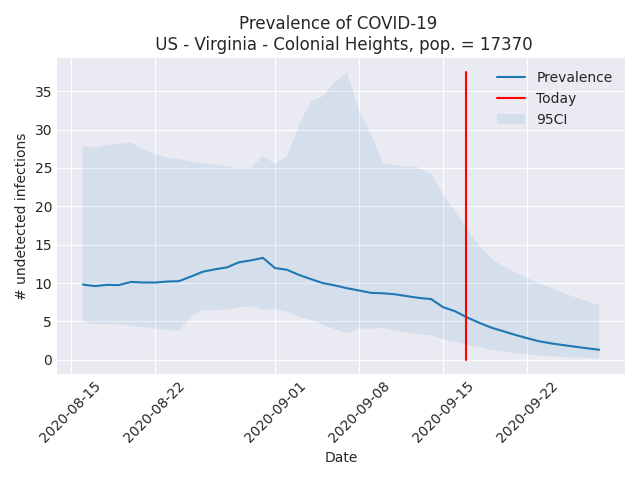 Prevalence of COVID-19
US - Virginia - Colonial Heights, pop. = 17370
Prevalence
Today
95CI
# undetected infections
35
30
25
20
15
10
5
0
2020-08-15
2020-08-22
2020-09-01
2020-09-08
2020-09-15
2020-09-22
Date